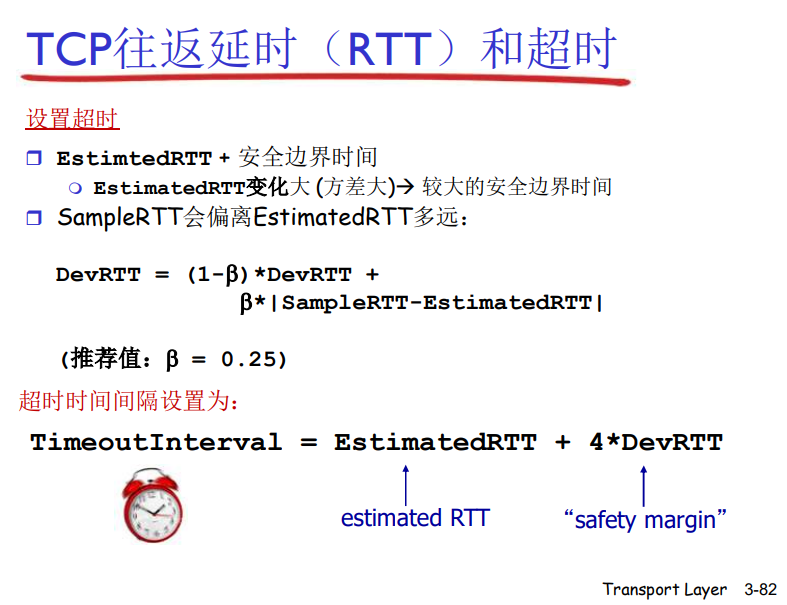 TCP往返延时（RTT）和超时
设置超时
EstimtedRTT + 安全边界时间
EstimatedRTT变化大 (方差大)→ 较大的安全边界时间
SampleRTT会偏离EstimatedRTT多远：
DevRTT = (1-β)*DevRTT +
β*|SampleRTT-EstimatedRTT|
(推荐值：β = 0.25)
超时时间间隔设置为：
TimeoutInterval = EstimatedRTT + 4*DevRTT
estimated RTT
“safety margin”
Transport Layer 3-82